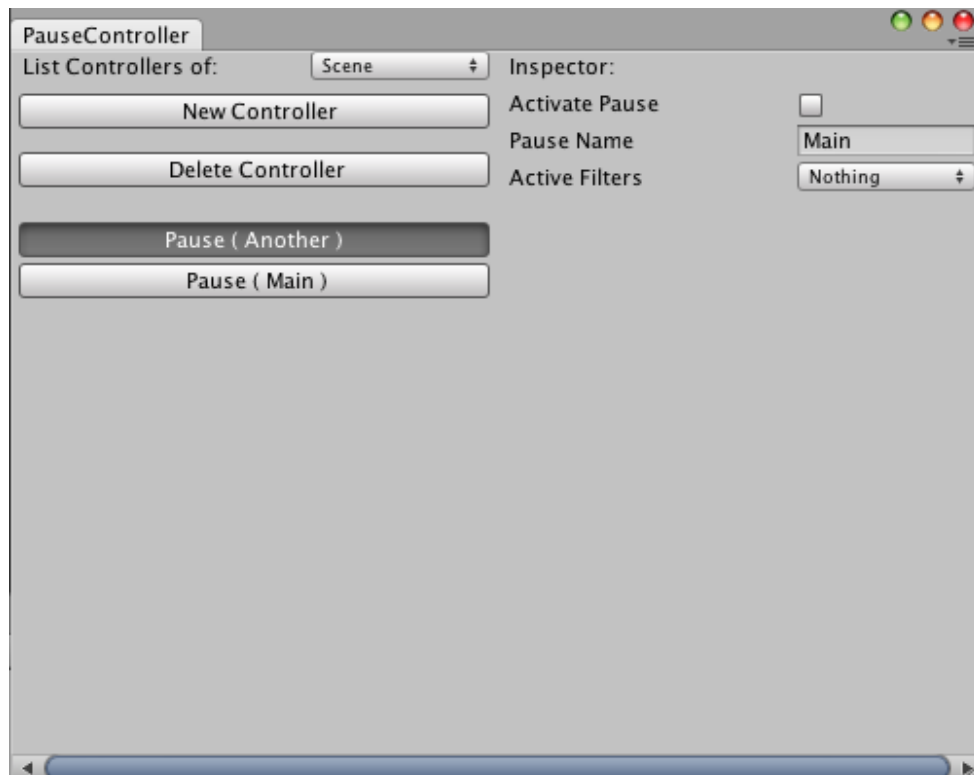 PauseController
List Controllers of: Scene
New Controller
Delete Controller
Pause ( Another )
Pause ( Main )
Inspector:
Activate Pause
Pause Name Main
Active Filters Nothing